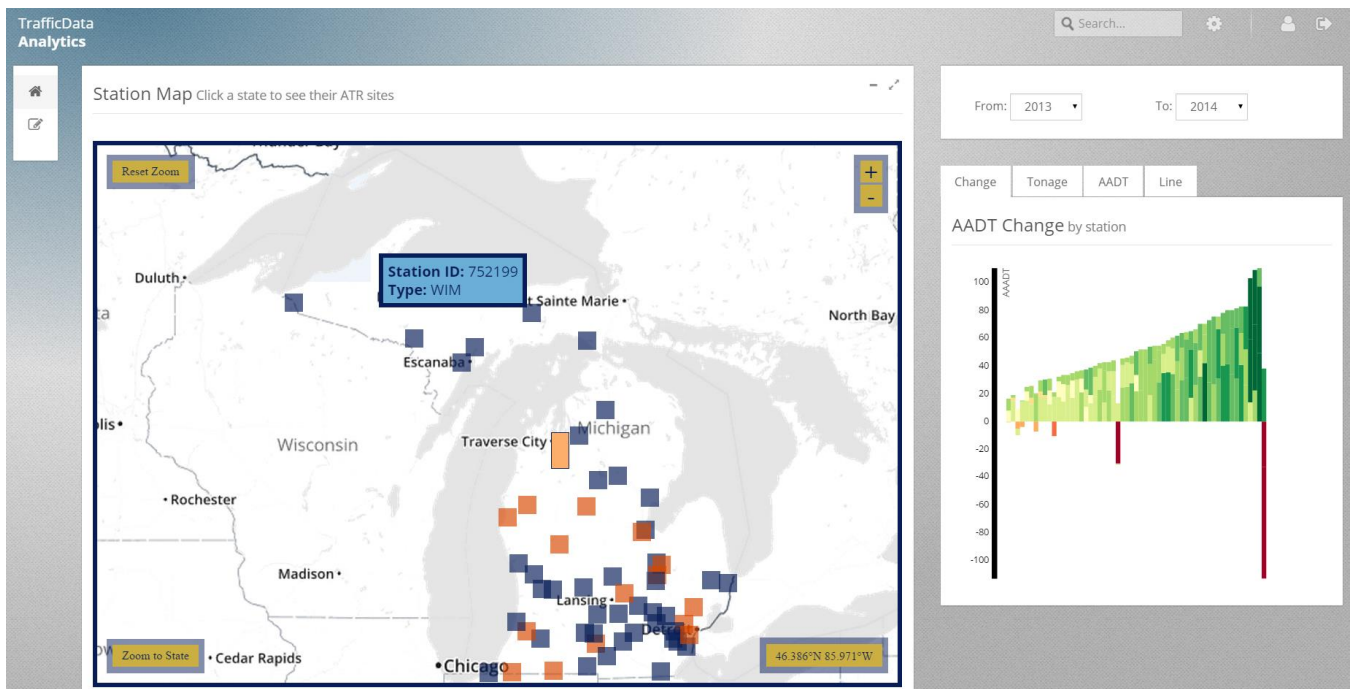 TrafficData
Analytics
Search...
Station Map Click a state to see their ATR sites
From: 2013
To: 2014
Reset Zoom
+
-
Duluth
Station ID: 752199
Type: WIM
Sainte Marie
North Bay
Escanaba
Wisconsin
Traverse City
Michigan
Rochester
Madison
Lansing
Chicago
Cedar Rapids
Zoom to State
46.386°N 85.971°W
Change
Tonage
AADT
Line
AADT Change by station
AAADT
100
80
60
40
20
0
-20
-40
-60
-80
-100